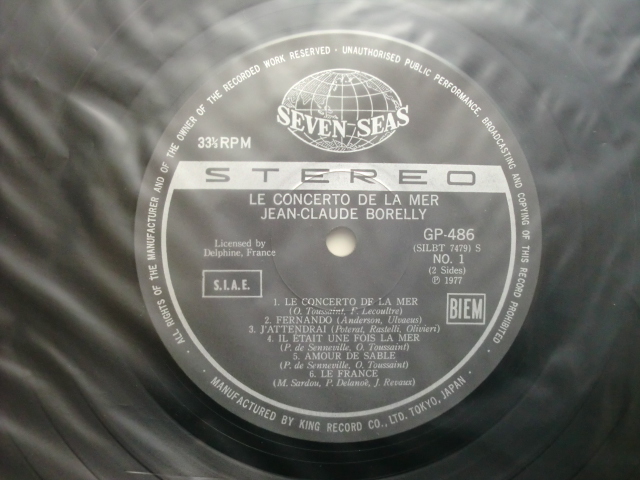 ALL RIGHTS OF THE MANUFACTURER AND OF THE OWNER OF THE RECORDED WORK RESERVED · UNAUTHORISED PUBLIC PERFORMANCE, BROADCASTING AND COPYING OF THIS RECORD PROHIBITED ·
SEVEN-SEAS
33⅓RPM
STEREO
LE CONCERTO DE LA MER
JEAN-CLAUDE BORELLY
Licensed by
Delphine, France
S.I.A.E.
GP-486
(SILBT 7479) S
NO. 1
(2 Sides)
℗ 1977
BIEM
1. LE CONCERTO DE LA MER
(O. Toussaint, F. Lecoultre)
2. FERNANDO (Anderson, Ulvaeus)
3. J'ATTENDRAI (Poterat, Rastelli, Olivieri)
4. IL ETAIT UNE FOIS LA MER
(P. de Senneville, O. Toussaint)
5. AMOUR DE SABLE
(P. de Senneville, O. Toussaint)
6. LE FRANCE
(M. Sardou, P. Delanoë, J. Revaux)
· MANUFACTURED BY KING RECORD CO., LTD. TOKYO, JAPAN ·